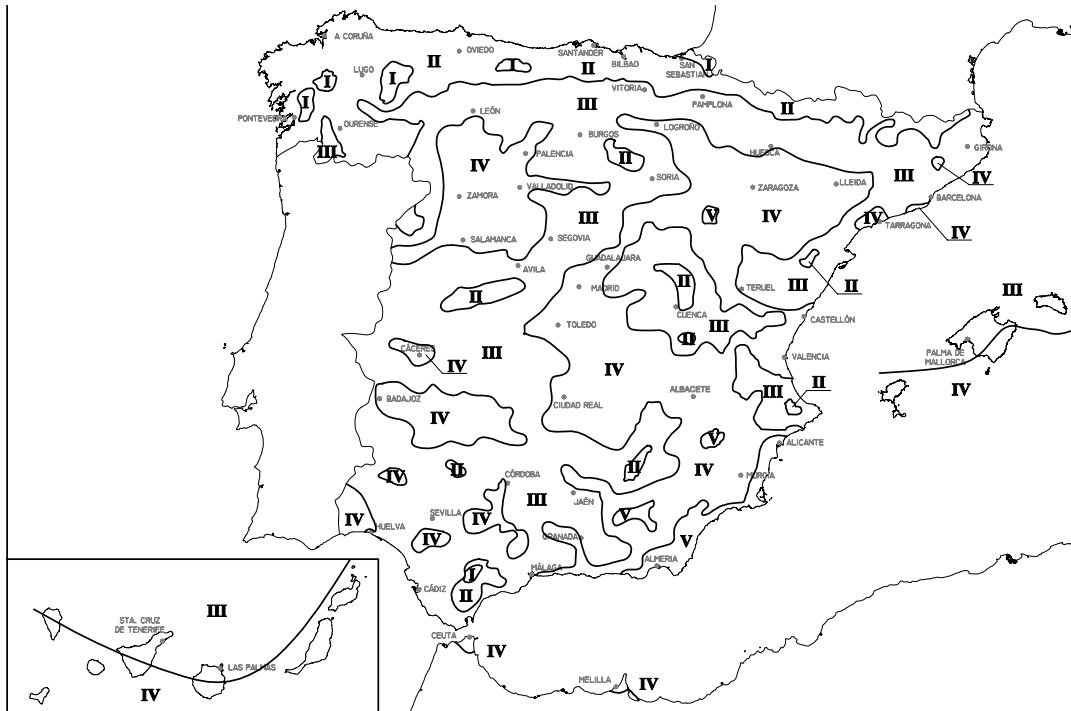 A CORUÑA
OVIEDO
SANTANDER
II
I
II
BILBAO
SAN
SEBASTIAN
I
LUGO
I
I
I
VITORIA
PAMPLONA
II
III
LEÓN
PONTEVEDRA
OURENSE
III
BURGOS
LOGROÑO
HUESCA
GIRONA
IV
PALENCIA
II
SORIA
III
IV
ZAMORA
VALLADOLID
ZARAGOZA
LLEIDA
BARCELONA
III
V
IV
IV
TARRAGONA
IV
SALAMANCA
SEGOVIA
GUADALAJARA
AVILA
II
II
MADRID
TERUEL
III
II
III
CUENCA
III
CASTELLÓN
TOLEDO
II
CÁCERES
IV
III
IV
VALENCIA
PALMA DE
MALLORCA
IV
BADAJOZ
IV
CIUDAD REAL
ALBACETE
III
II
V
ALICANTE
IV
II
II
IV
MURCIA
CÓRDOBA
III
JAÉN
IV
HUELVA
SEVILLA
IV
IV
V
GRANADA
V
ALMERIA
MÁLAGA
I
II
CÁDIZ
CEUTA
IV
MELILLA
IV
III
STA. CRUZ
DE TENERIFE
LAS PALMAS
IV